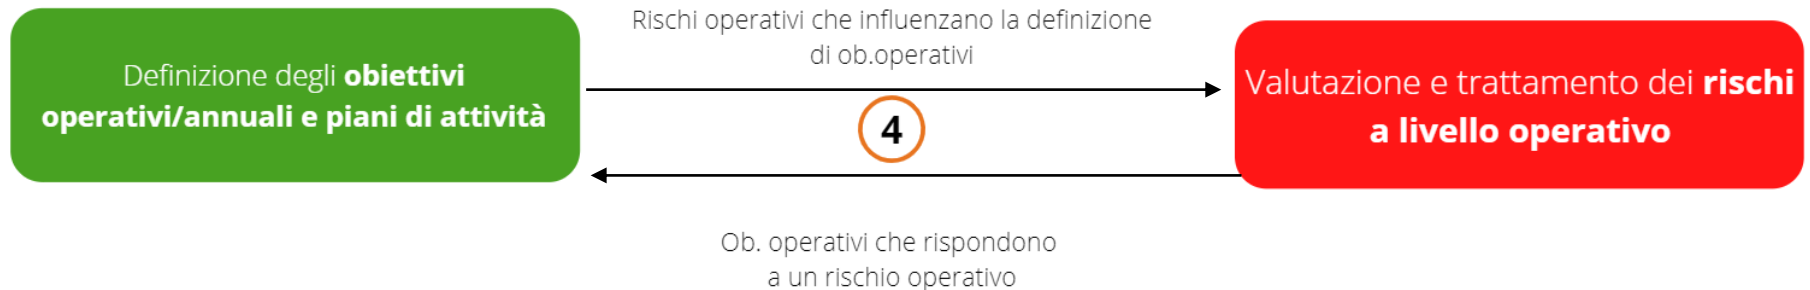 Rischi operativi che influenzano la definizione
di ob.operativi
Definizione degli obiettivi
operativi/annuali e piani di attività
4
Valutazione e trattamento dei rischi
a livello operativo
Ob. operativi che rispondono
a un rischio operativo